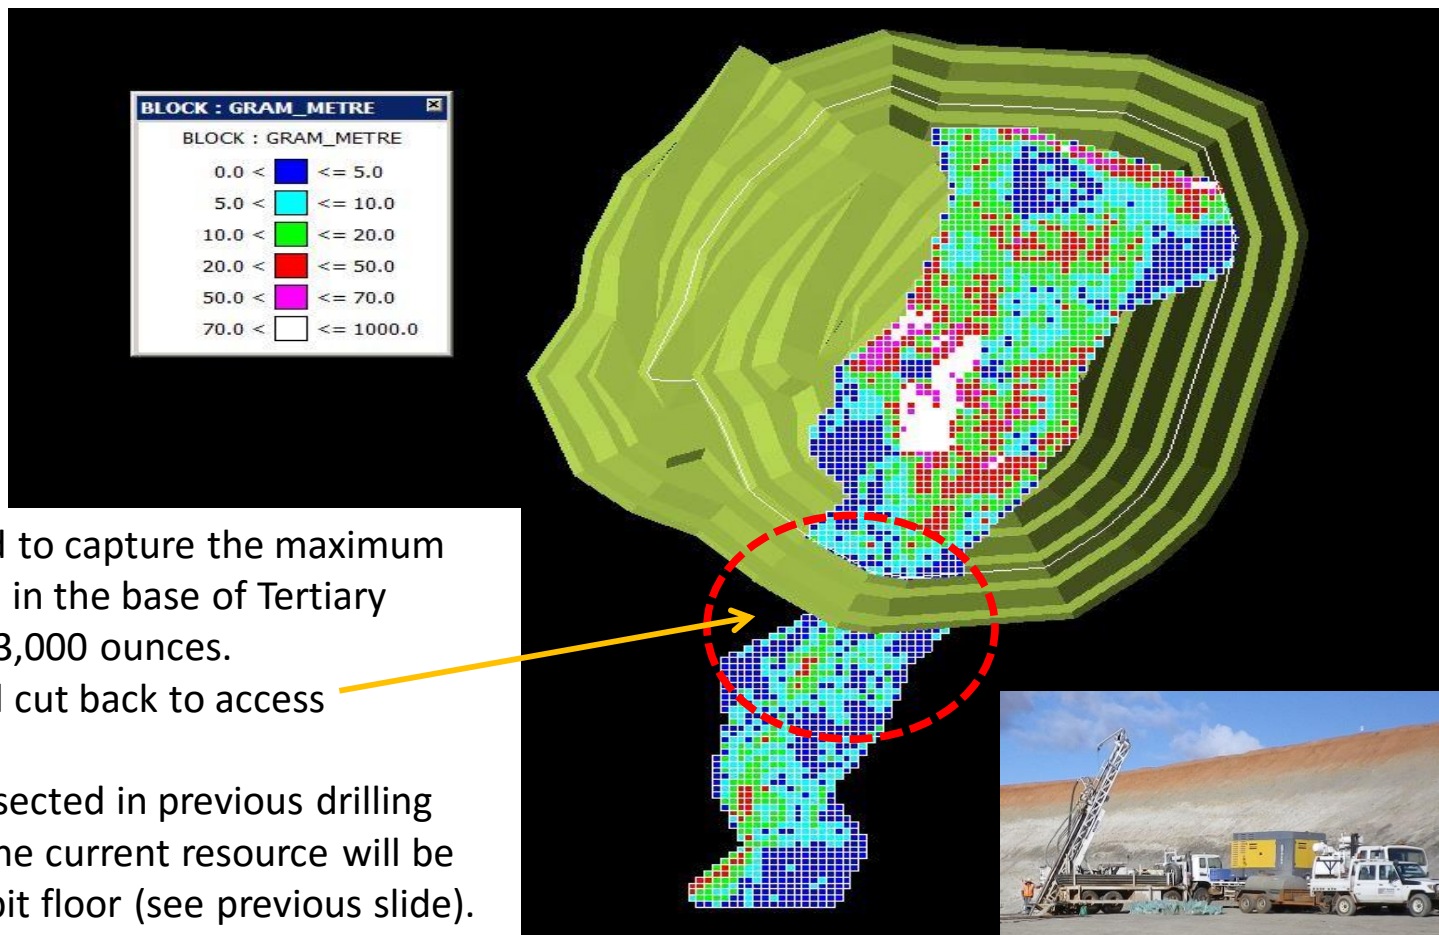 BLOCK : GRAM_METRE
BLOCK : GRAM_METRE
0.0 < <= 5.0
5.0 < <= 10.0
10.0 < <= 20.0
20.0 < <= 50.0
50.0 < <= 70.0
70.0 < <= 1000.0
to capture the maximum
in the base of Tertiary
3,000 ounces.
cut back to access
sected in previous drilling
he current resource will be
pit floor (see previous slide).